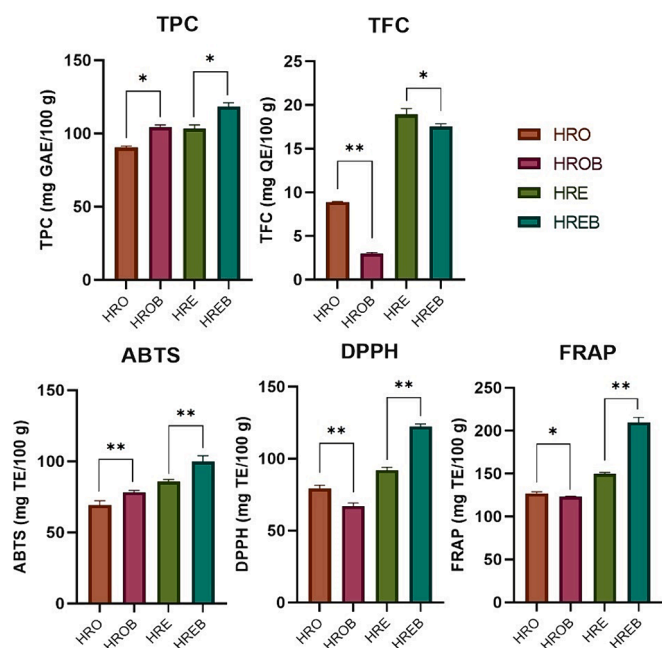 TPC
TPC (mg GAE/100 g)
150
100
50
0
*
*
HRO
HROB
HRE
HREB
TFC
TFC (mg QE/100 g)
25
20
15
10
5
0
**
*
HRO
HROB
HRE
HREB
HRO
HROB
HRE
HREB
ABTS
ABTS (mg TE/100 g)
150
100
50
0
**
**
HRO
HROB
HRE
HREB
DPPH
DPPH (mg TE/100 g)
150
100
50
0
**
**
HRO
HROB
HRE
HREB
FRAP
FRAP (mg TE/100 g)
250
200
150
100
50
0
*
**
HRO
HROB
HRE
HREB